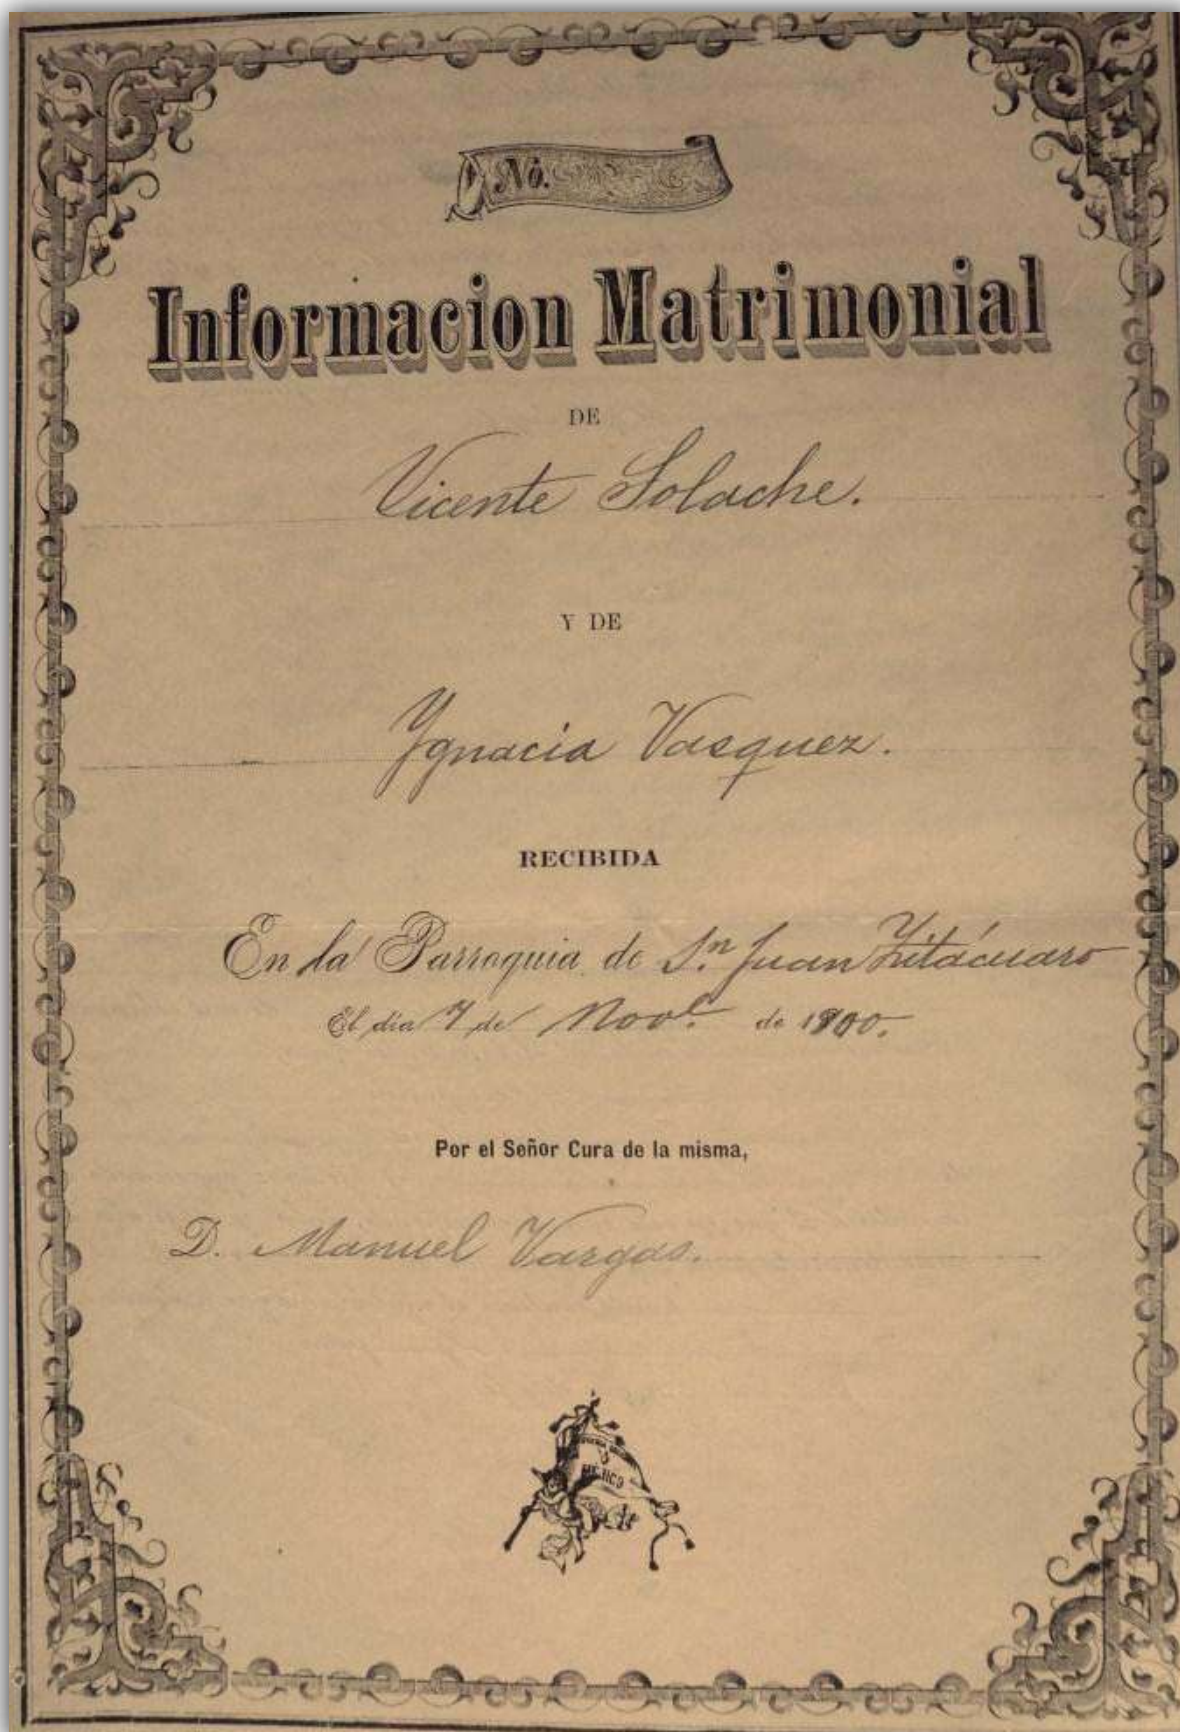 No.
Informacion Matrimonial
DE
Vicente Solache.
Y DE
Ygnacia Vasquez.
RECIBIDA
En la Parroquia de Sn. Juan Zitácuaro
El dia 7 de Nove. de 1900.
Por el Señor Cura de la misma,
D. Manuel Vargas.